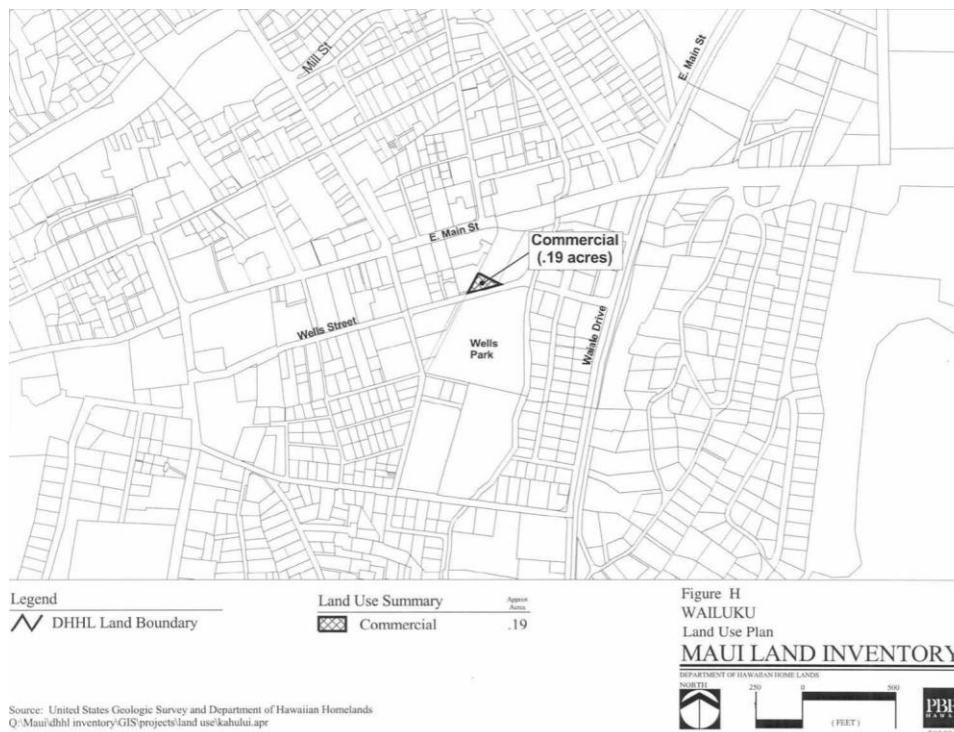 Mill St
E. Main St
E. Main St
Commercial
(.19 acres)
Wells Street
Wells
Park
Waiale Drive
Legend
DHHL Land Boundary
Land Use Summary
Approx
Acres
Commercial
.19
Figure H
WAILUKU
Land Use Plan
MAUI LAND INVENTORY
DEPARTMENT OF HAWAIIAN HOME LANDS
NORTH
250
0
500
( FEET )
PBR
HAWAII
Source: United States Geologic Survey and Department of Hawaiian Homelands
Q:\Maui\dhhl inventory\GIS\projects\land use\kahului.apr